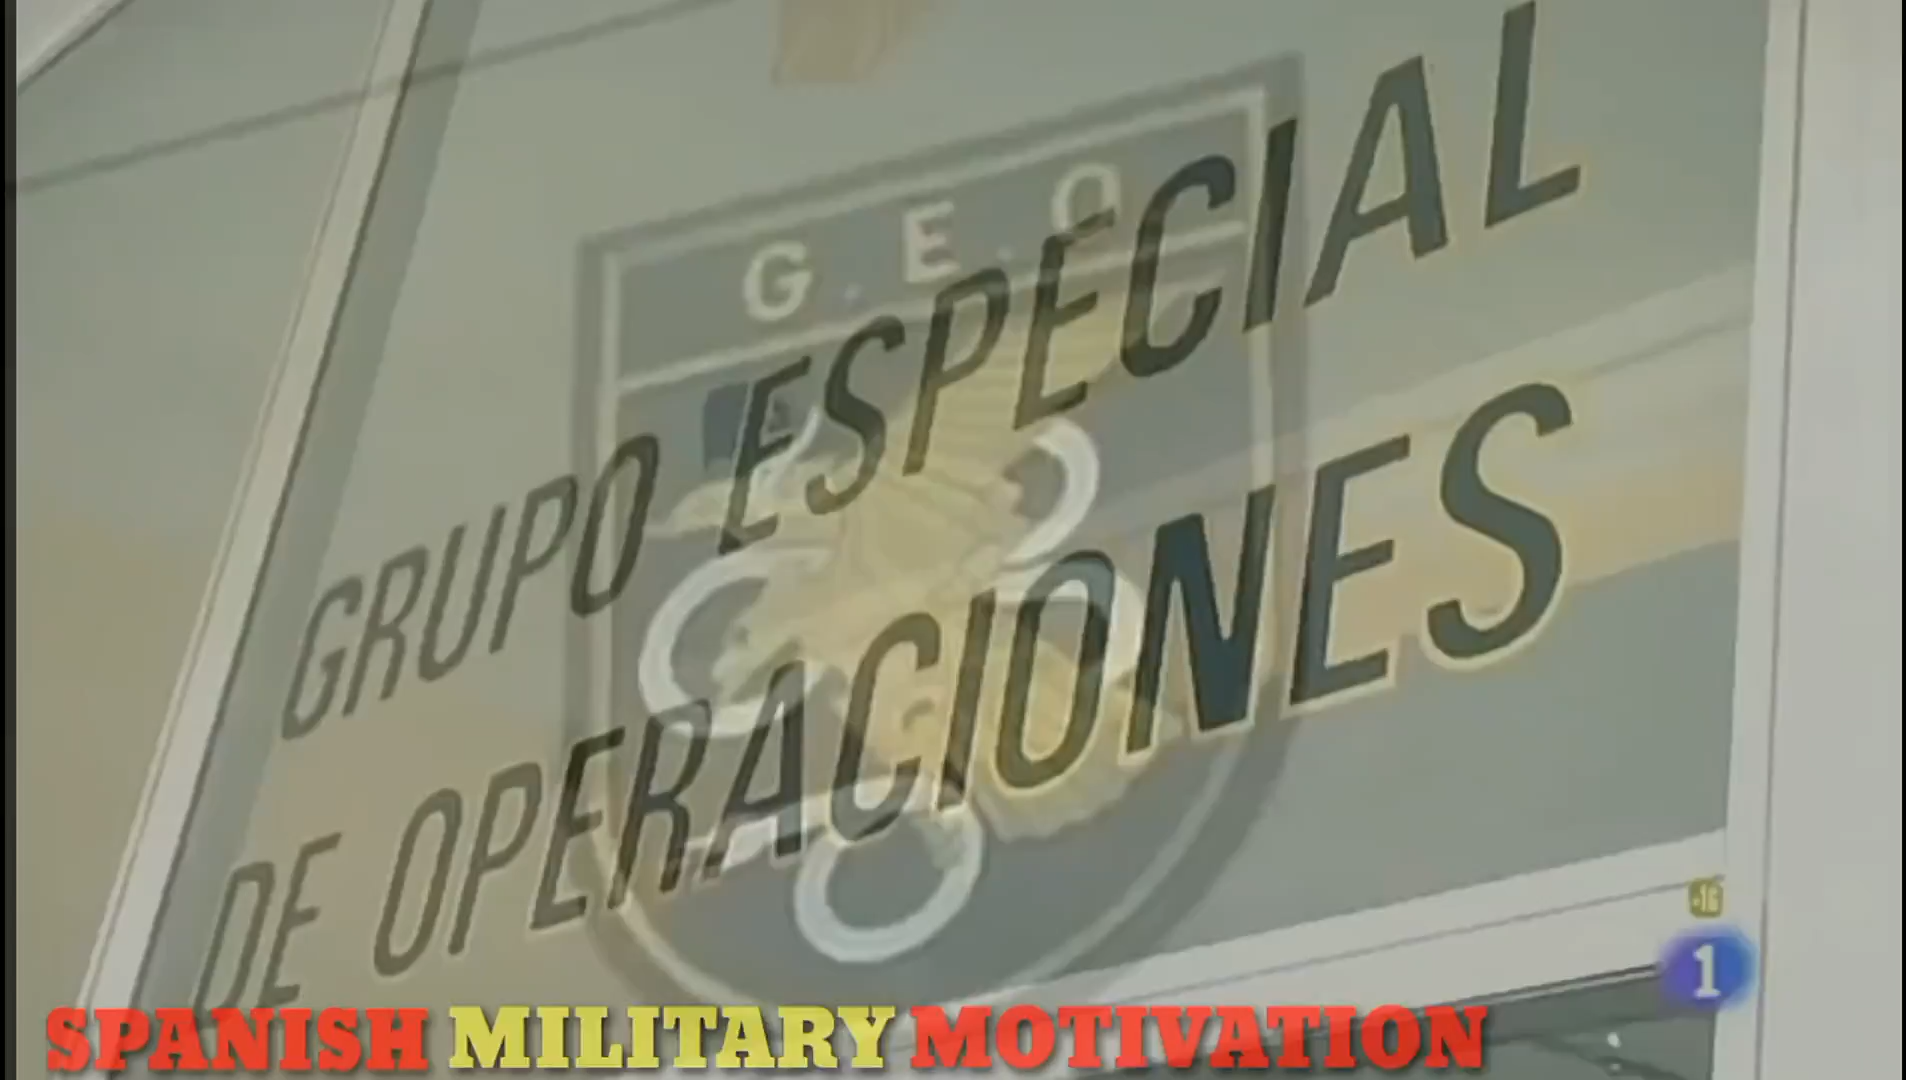 G.E.O
GRUPO ESPECIAL
DE OPERACIONES
-16
1
SPANISH MILITARY MOTIVATION